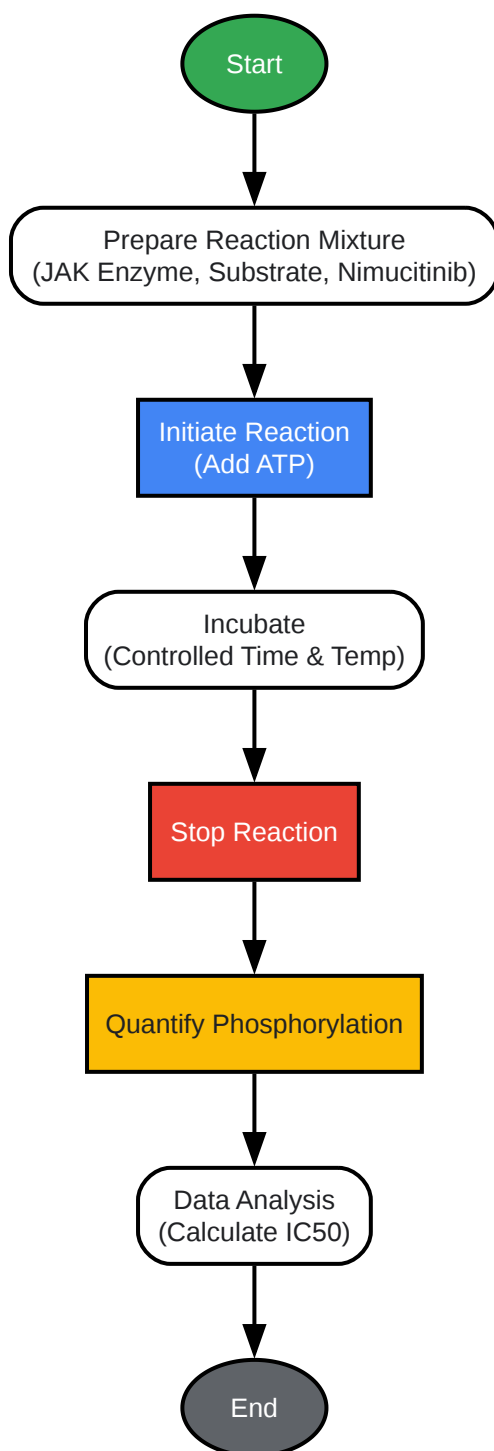 Start
Prepare Reaction Mixture
(JAK Enzyme, Substrate, Nimucitinib)
Initiate Reaction
(Add ATP)
Incubate
(Controlled Time & Temp)
Stop Reaction
Quantify Phosphorylation
Data Analysis
(Calculate IC50)
End